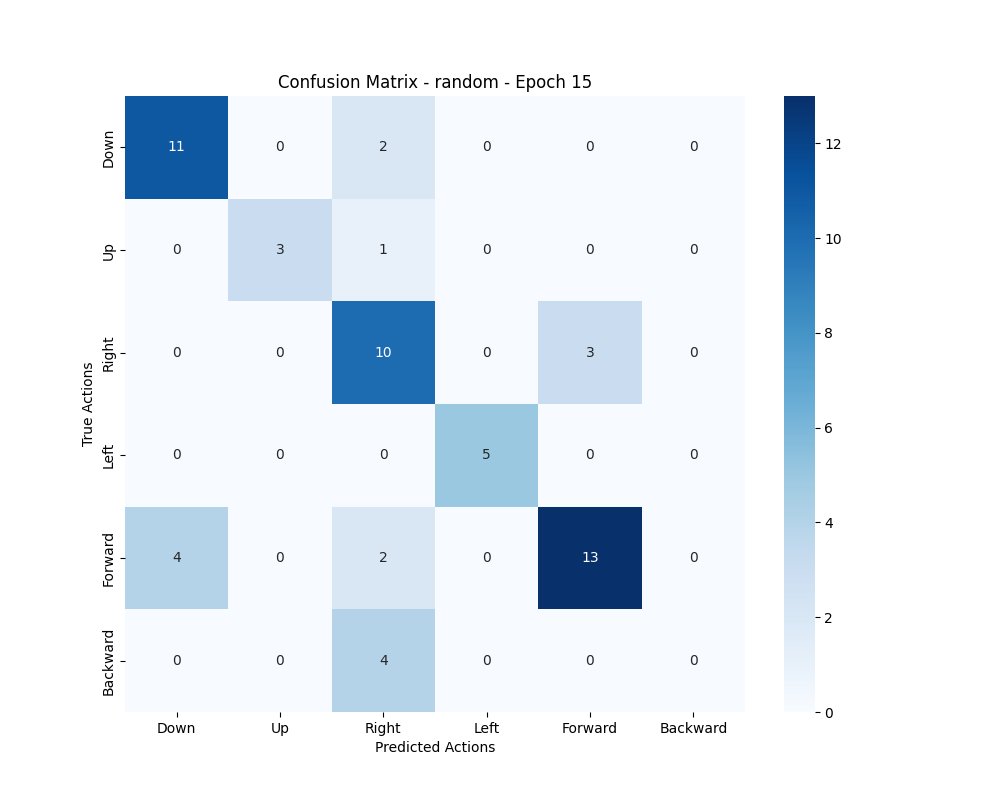 Confusion Matrix - random - Epoch 15
True Actions
Down 11 0 2 0 0 0
Up 0 3 1 0 0 0
Right 0 0 10 0 3 0
Left 0 0 0 5 0 0
Forward 4 0 2 0 13 0
Backward 0 0 4 0 0 0
Down Up Right Left Forward Backward
Predicted Actions
12
10
8
6
4
2
0